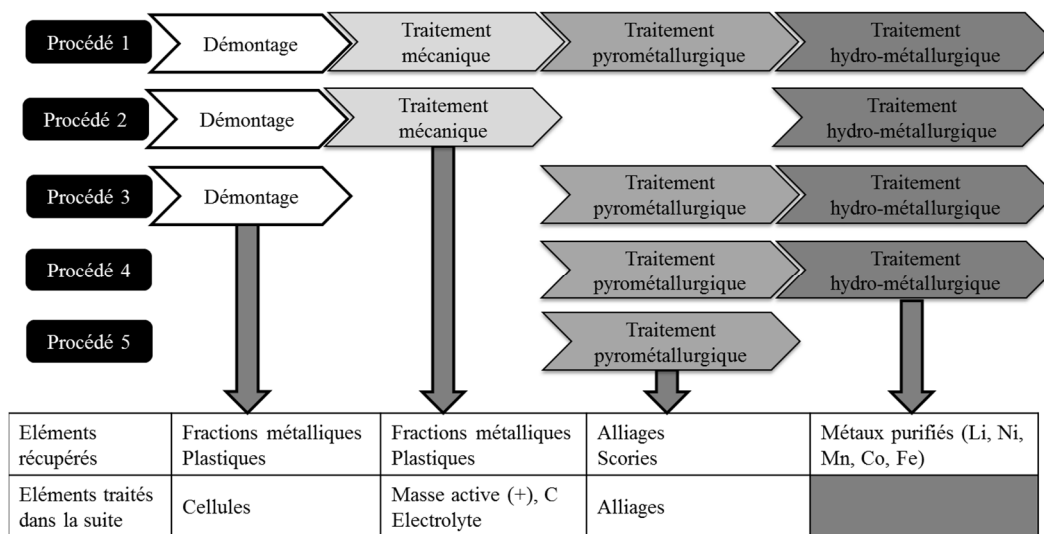 Procédé 1
Démontage
Traitement
mécanique
Traitement
pyrométallurgique
Traitement
hydro-métallurgique
Procédé 2
Démontage
Traitement
mécanique
Traitement
hydro-métallurgique
Procédé 3
Démontage
Traitement
pyrométallurgique
Traitement
hydro-métallurgique
Procédé 4
Traitement
pyrométallurgique
Traitement
hydro-métallurgique
Procédé 5
Traitement
pyrométallurgique
Eléments
récupérés
Fractions métalliques
Plastiques
Fractions métalliques
Plastiques
Alliages
Scories
Métaux purifiés (Li, Ni,
Mn, Co, Fe)
Eléments traités
dans la suite
Cellules
Masse active (+), C
Electrolyte
Alliages